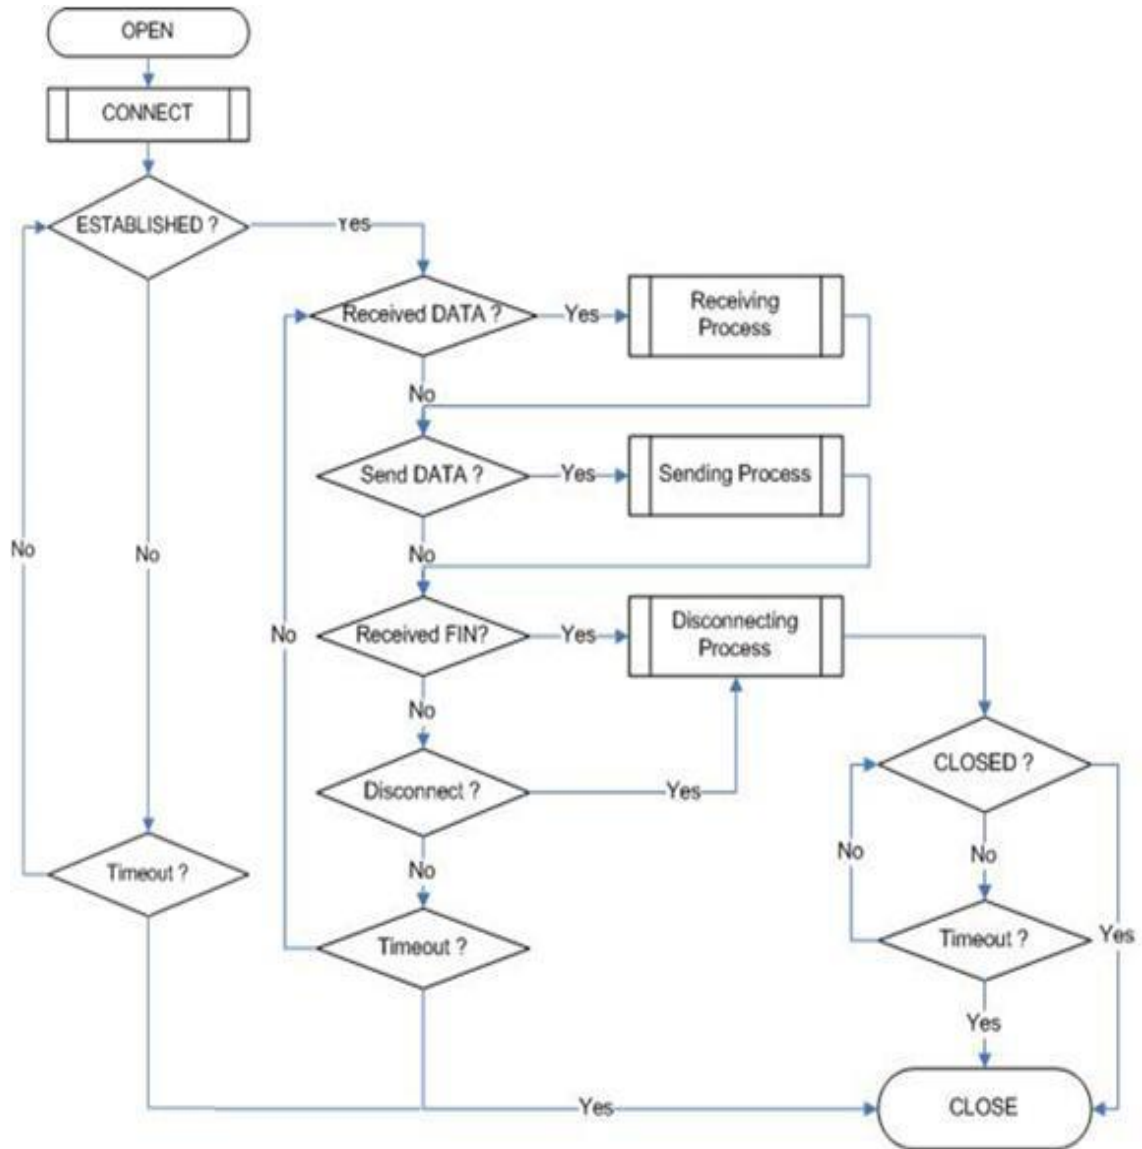 OPEN
CONNECT
ESTABLISHED ?
Yes
Received DATA ?
Yes
Receiving
Process
No
Send DATA ?
Yes
Sending Process
No
No
No
Received FIN?
Yes
Disconnecting
Process
No
No
CLOSED ?
Disconnect ?
Yes
No
No
Timeout ?
No
Timeout ?
Timeout ?
Yes
Yes
Yes
CLOSE